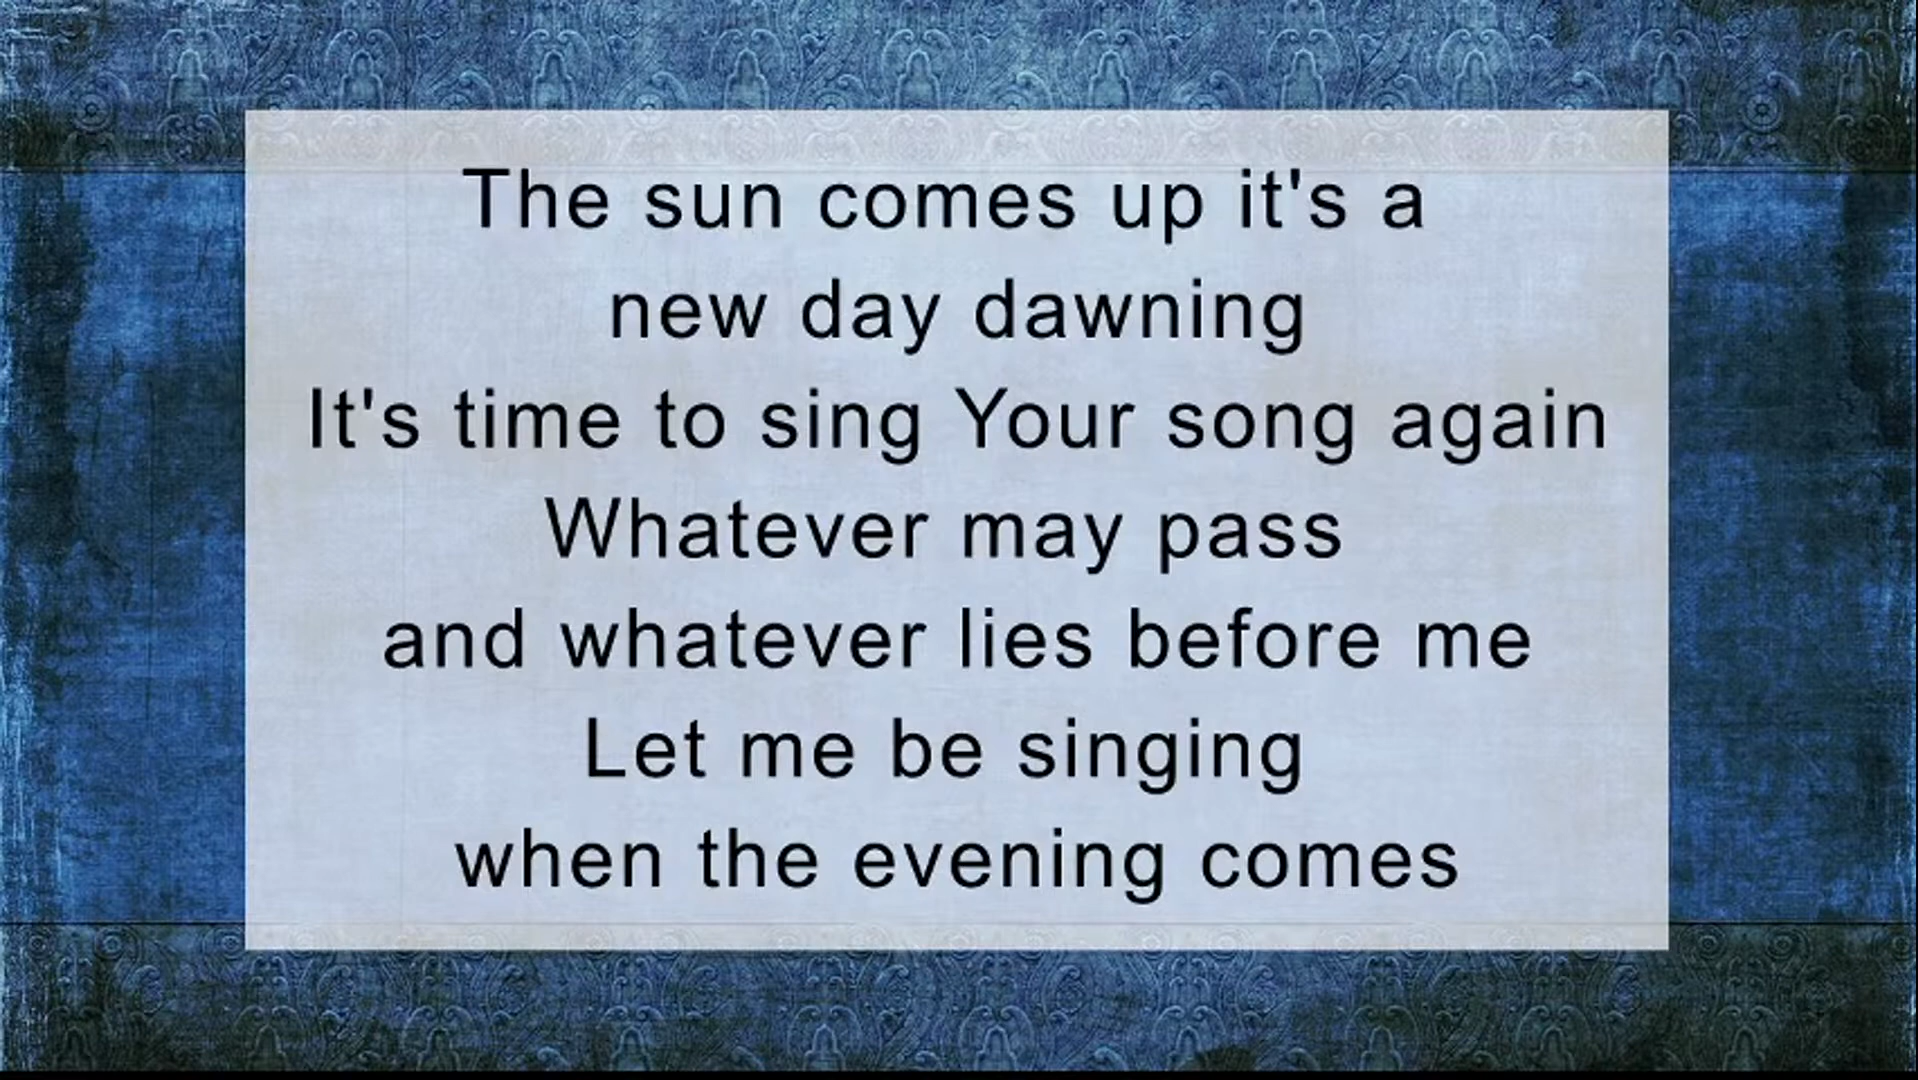 The sun comes up it's a
new day dawning
It's time to sing Your song again
Whatever may pass
and whatever lies before me
Let me be singing
when the evening comes